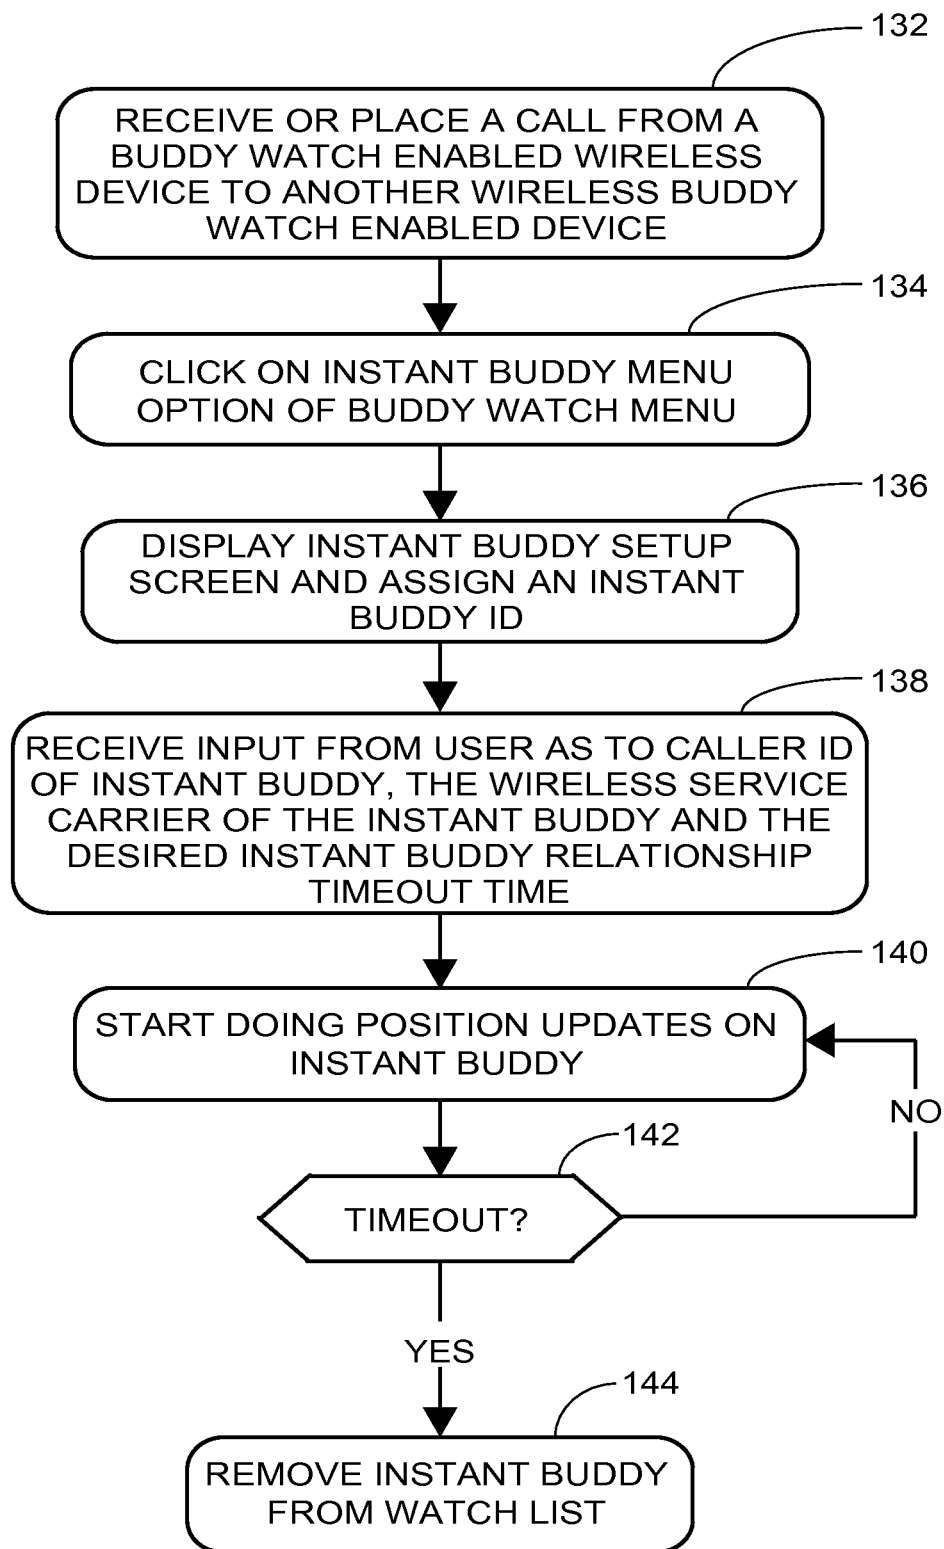 132
RECEIVE OR PLACE A CALL FROM A
BUDDY WATCH ENABLED WIRELESS
DEVICE TO ANOTHER WIRELESS BUDDY
WATCH ENABLED DEVICE
134
CLICK ON INSTANT BUDDY MENU
OPTION OF BUDDY WATCH MENU
136
DISPLAY INSTANT BUDDY SETUP
SCREEN AND ASSIGN AN INSTANT
BUDDY ID
138
RECEIVE INPUT FROM USER AS TO CALLER ID
OF INSTANT BUDDY, THE WIRELESS SERVICE
CARRIER OF THE INSTANT BUDDY AND THE
DESIRED INSTANT BUDDY RELATIONSHIP
TIMEOUT TIME
140
START DOING POSITION UPDATES ON
INSTANT BUDDY
NO
142
TIMEOUT?
YES
144
REMOVE INSTANT BUDDY
FROM WATCH LIST